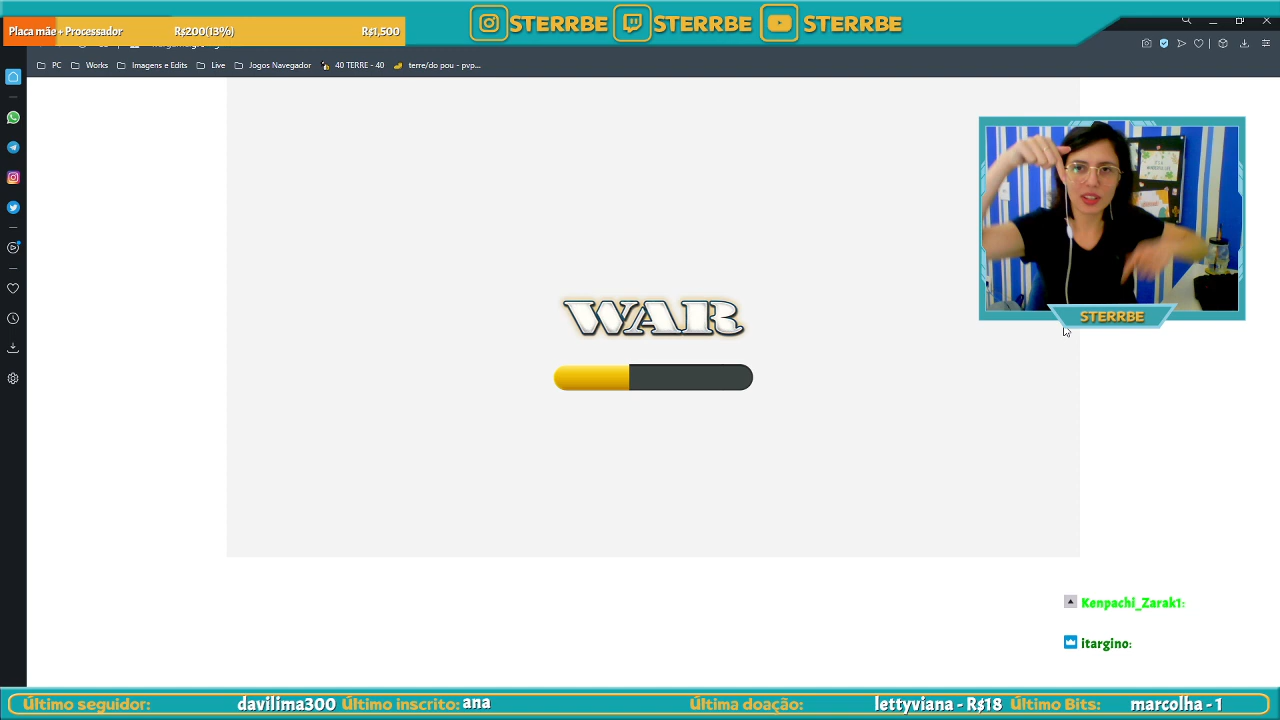 Placa mãe + Processador R$200(13%) R$1,500
STERRBE STERRBE STERRBE
PC Works Imagens e Edits Live Jogos Navegador 40 TERRE - 40 terre/do pou - pvp...
WAR
STERRBE
Kenpachi_Zarak1:
itargino:
Último seguidor: davilima300 Último inscrito: ana Última doação: lettyviana - R$18 Último Bits: marcolha - 1